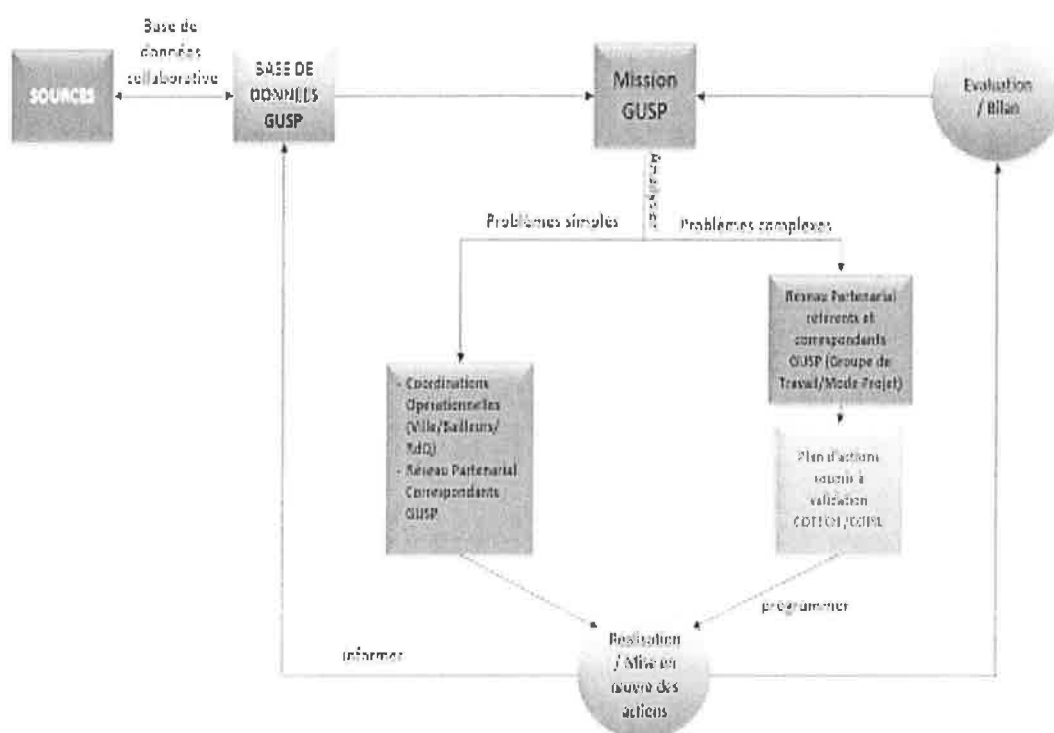 Base de
données
collaborative
SOURCES
BASE DE
DONNEES
GUSP
Mission
GUSP
Evaluation
/ Bilan
Problèmes simples
Problèmes complexes
Réseau Partenarial
référents et
correspondants
GUSP (Groupe de
Travail/Mode Projet)
- Coordinations
Opérationnelles
(Ville/Bailleurs/
RdQ)
- Réseau Partenarial
Correspondants
GUSP
Plan d'actions
soumis à
validation
COTECH/COPIL
programmer
informer
Réalisation
/ Mise en
œuvre des
actions